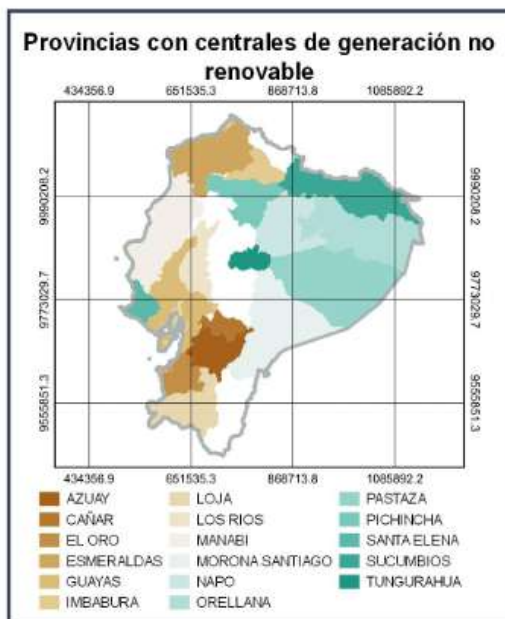 Provincias con centrales de generación no
renovable
434356.9 651535.3 868713.8 1085892.2
9990208.2 9990208.2
9773029.7 9773029.7
9555851.3 9555851.3
434356.9 651535.3 868713.8 1085892.2
AZUAY LOJA PASTAZA
CAÑAR LOS RIOS PICHINCHA
EL ORO MANABI SANTA ELENA
ESMERALDAS MORONA SANTIAGO SUCUMBIOS
GUAYAS NAPO TUNGURAHUA
IMBABURA ORELLANA